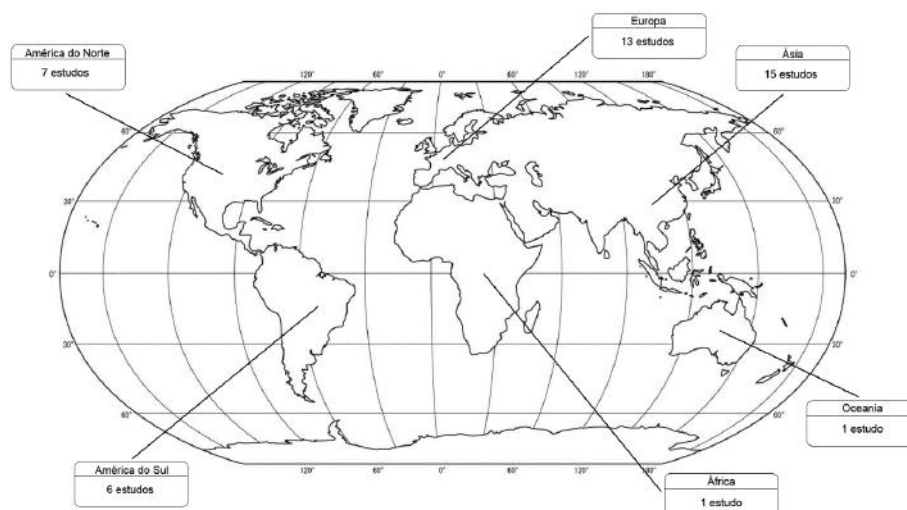 Europa
13 estudos
América do Norte
7 estudos
Ásia
15 estudos
120° 60° 0° 60° 120° 180°
60°
60°
30°
30°
0°
0°
30°
30°
60°
60°
120° 60° 0° 60° 120° 180°
Oceania
1 estudo
América do Sul
6 estudos
África
1 estudo